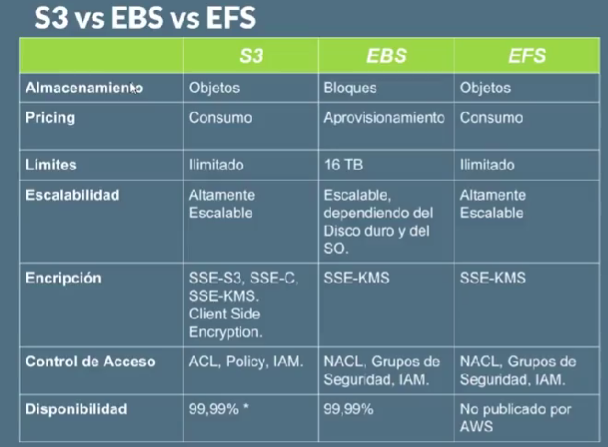 S3 vs EBS vs EFS
S3 EBS EFS
Almacenamiento Objetos Bloques Objetos
Pricing Consumo Aprovisionamiento Consumo
Límites Ilimitado 16 TB Ilimitado
Escalabilidad Altamente Escalable, Altamente
Escalable dependiendo del Escalable
Disco duro y del
SO.
Encripción SSE-S3, SSE-C, SSE-KMS SSE-KMS
SSE-KMS.
Client Side
Encryption.
Control de Acceso ACL, Policy, IAM. NACL, Grupos de NACL, Grupos de
Seguridad, IAM. Seguridad, IAM.
Disponibilidad 99,99% * 99,99% No publicado por
AWS